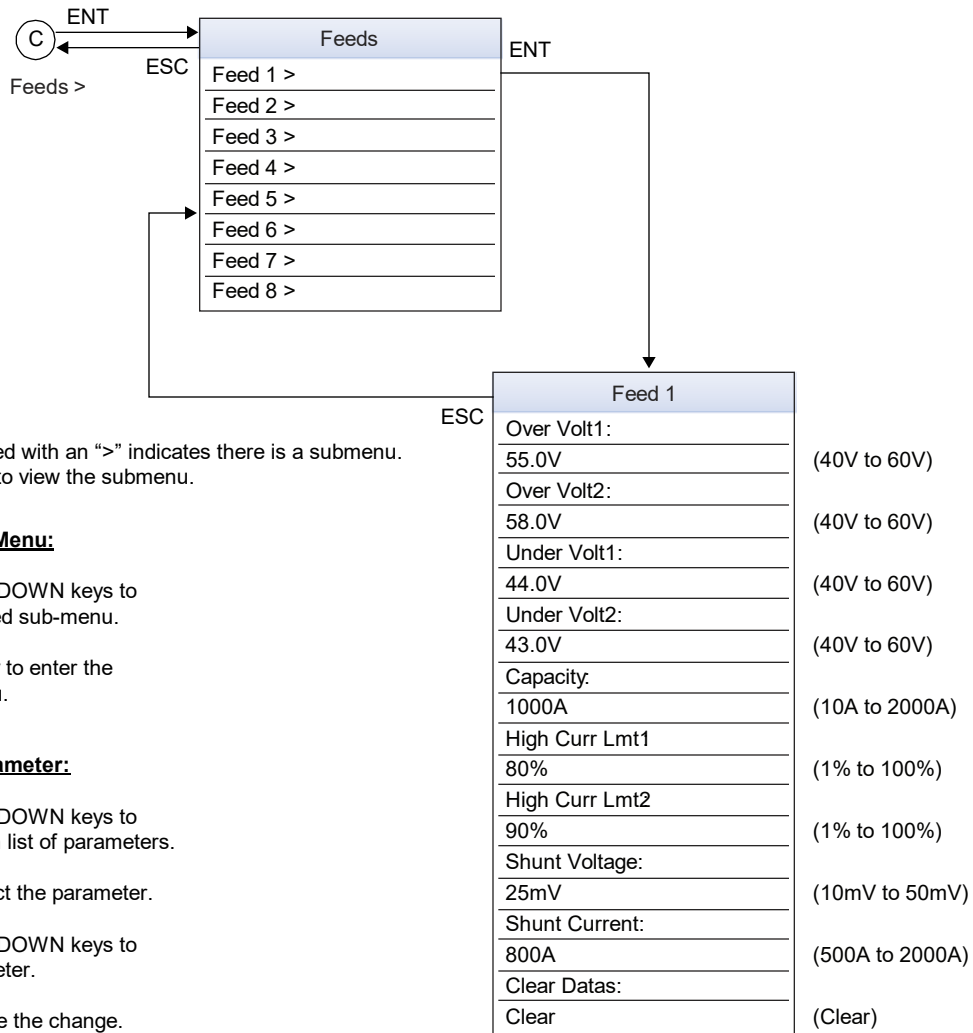 ENT
C
ESC
Feeds >
Feeds
Feed 1 >
Feed 2 >
Feed 3 >
Feed 4 >
Feed 5 >
Feed 6 >
Feed 7 >
Feed 8 >
ENT
ESC
Feed 1
Over Volt1:
55.0V (40V to 60V)
Over Volt2:
58.0V (40V to 60V)
Under Volt1:
44.0V (40V to 60V)
Under Volt2:
43.0V (40V to 60V)
Capacity:
1000A (10A to 2000A)
High Curr Lmt1
80% (1% to 100%)
High Curr Lmt2
90% (1% to 100%)
Shunt Voltage:
25mV (10mV to 50mV)
Shunt Current:
800A (500A to 2000A)
Clear Datas:
Clear (Clear)
with an “>” indicates there is a submenu.
to view the submenu.
Menu:
DOWN keys to
sub-menu.
to enter the
DOWN keys to
list of parameters.
the parameter.
DOWN keys to
the change.